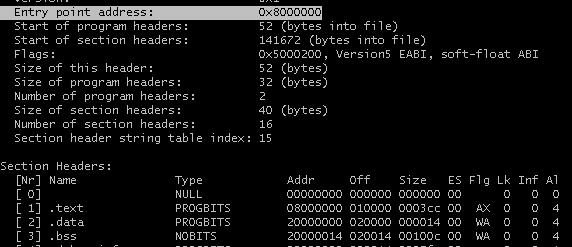 Entry point address: 0x8000000
Start of program headers: 52 (bytes into file)
Start of section headers: 141672 (bytes into file)
Flags: 0x5000200, Version5 EABI, soft-float ABI
Size of this header: 52 (bytes)
Size of program headers: 32 (bytes)
Number of program headers: 2
Size of section headers: 40 (bytes)
Number of section headers: 16
Section header string table index: 15
Section Headers:
[Nr] Name Type Addr Off Size ES Flg Lk Inf Al
[ 0] NULL 00000000 000000 000000 00 0 0 0
[ 1] .text PROGBITS 08000000 010000 0003cc 00 AX 0 0 4
[ 2] .data PROGBITS 20000000 020000 000014 00 WA 0 0 4
[ 3] .bss NOBITS 20000014 020014 00100c 00 WA 0 0 4